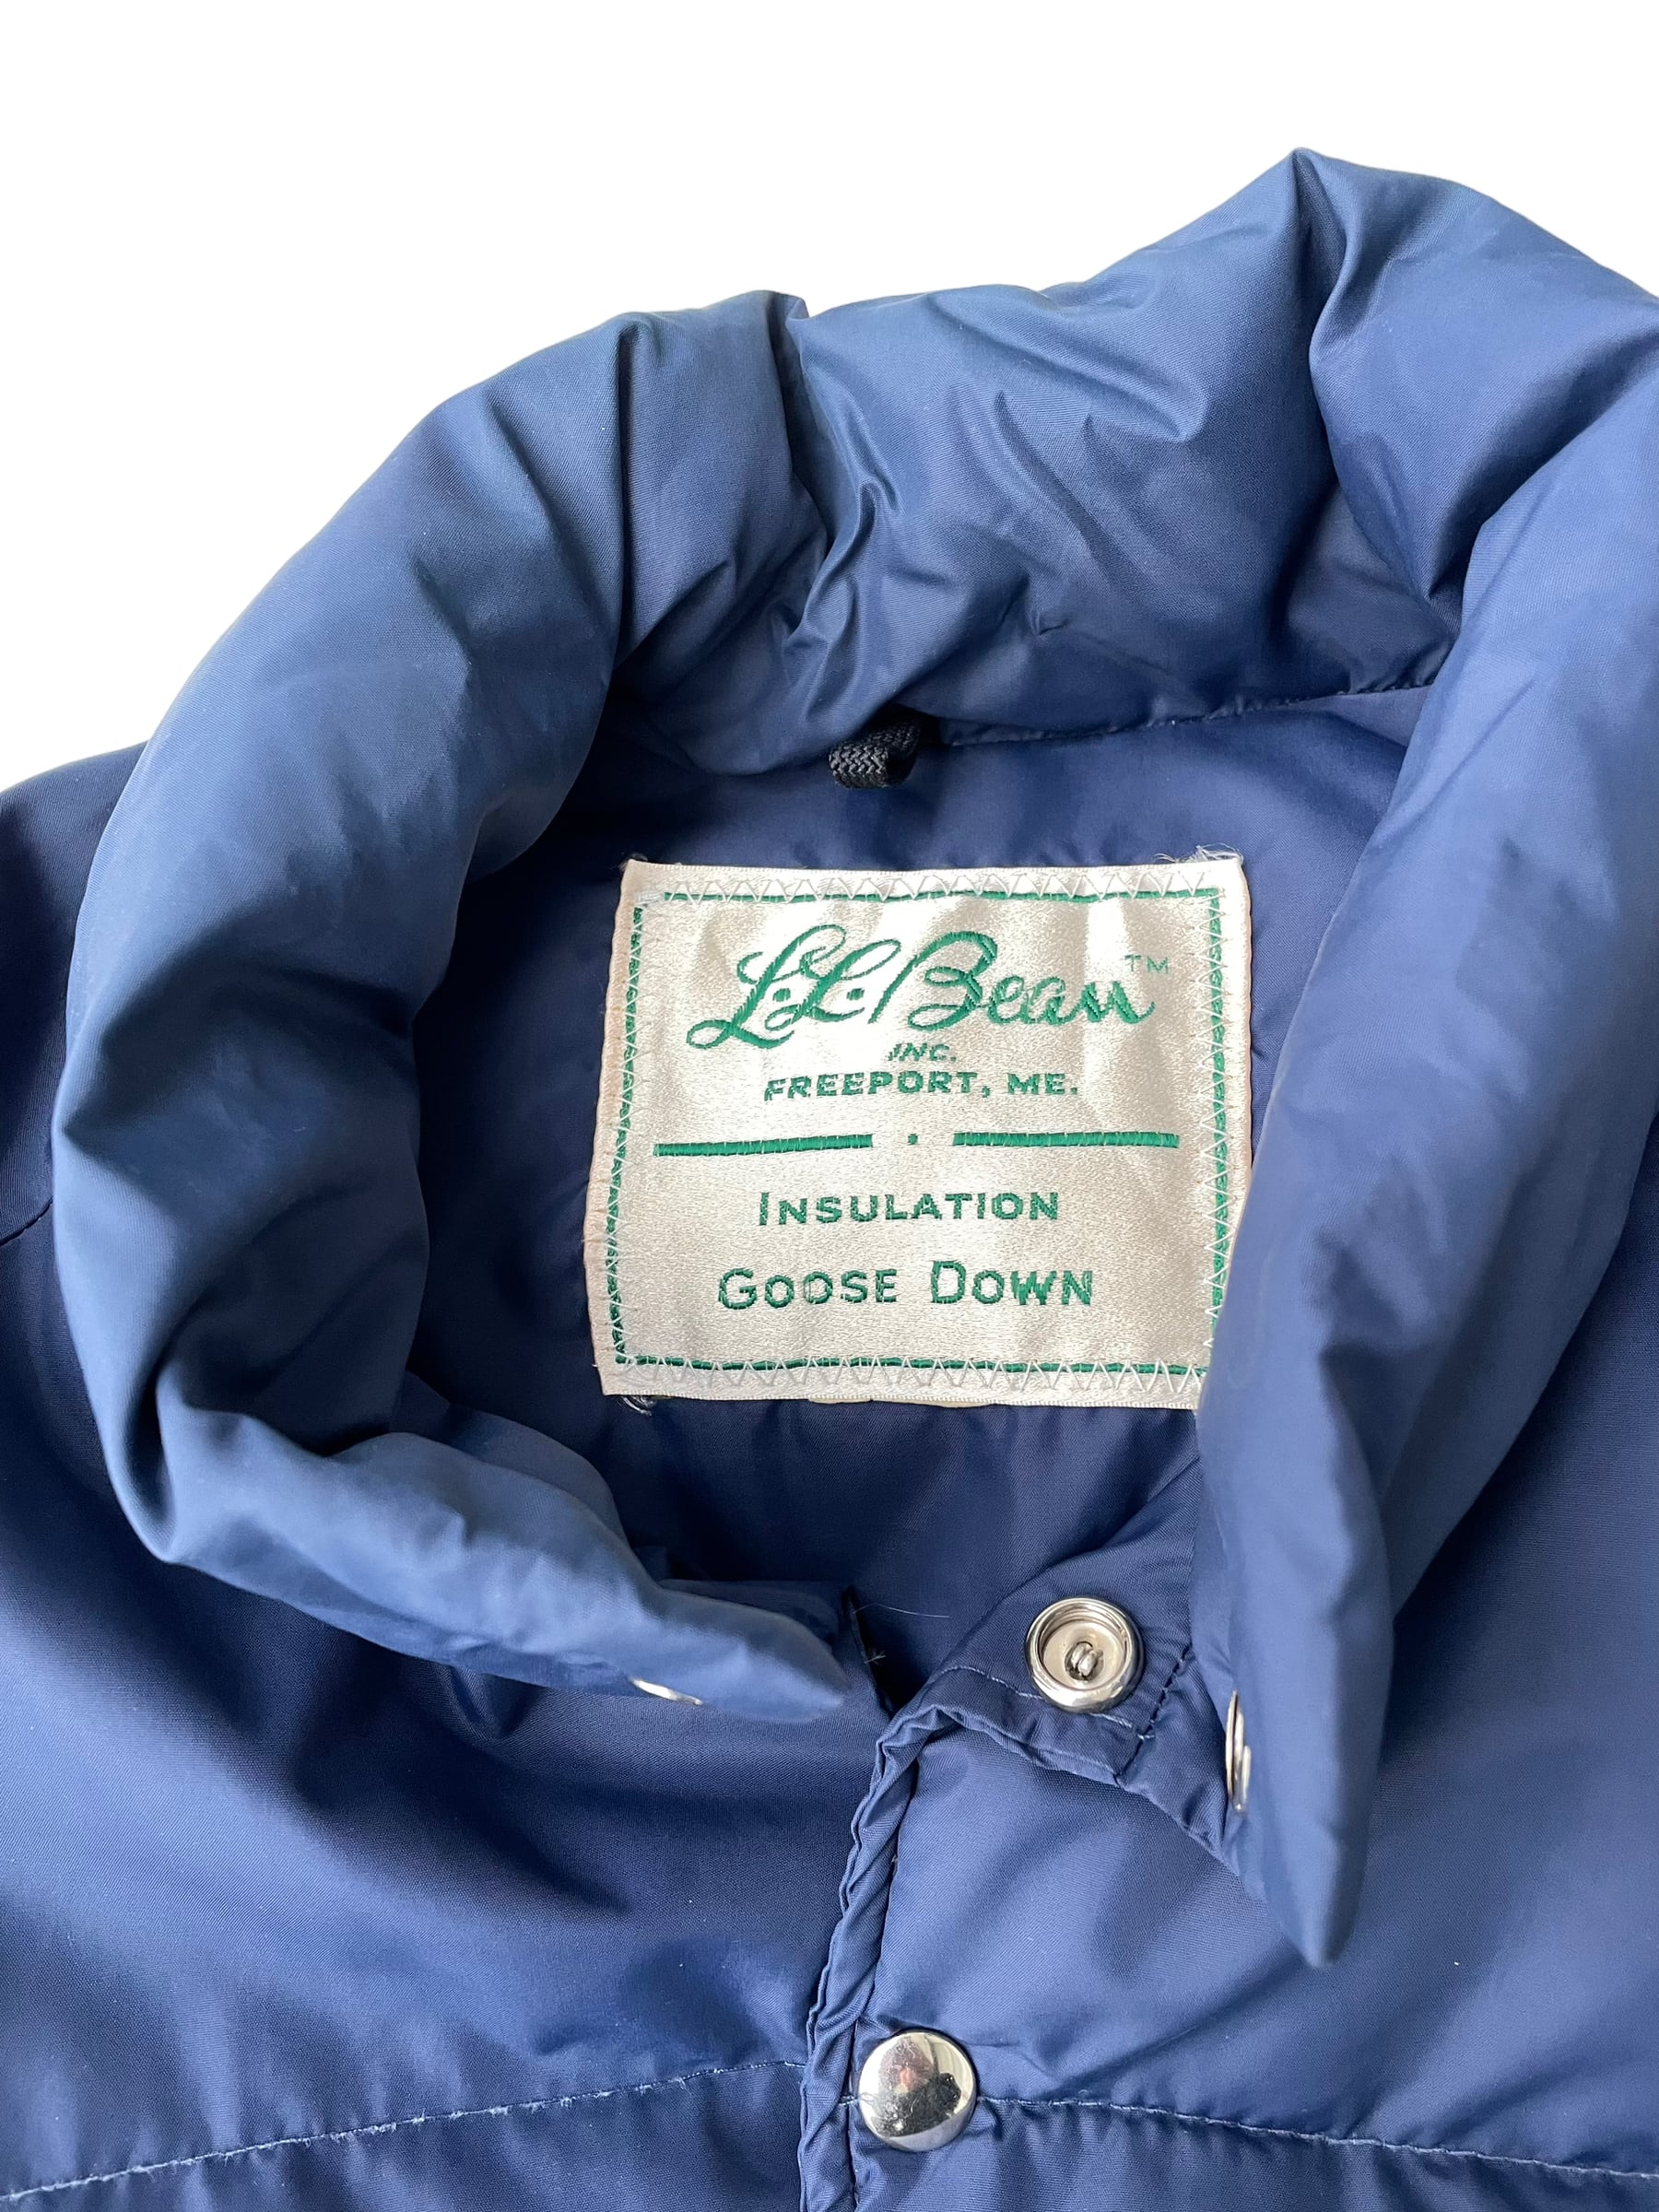 L.L.Bean™
INC.
FREEPORT, ME.
INSULATION
GOOSE DOWN